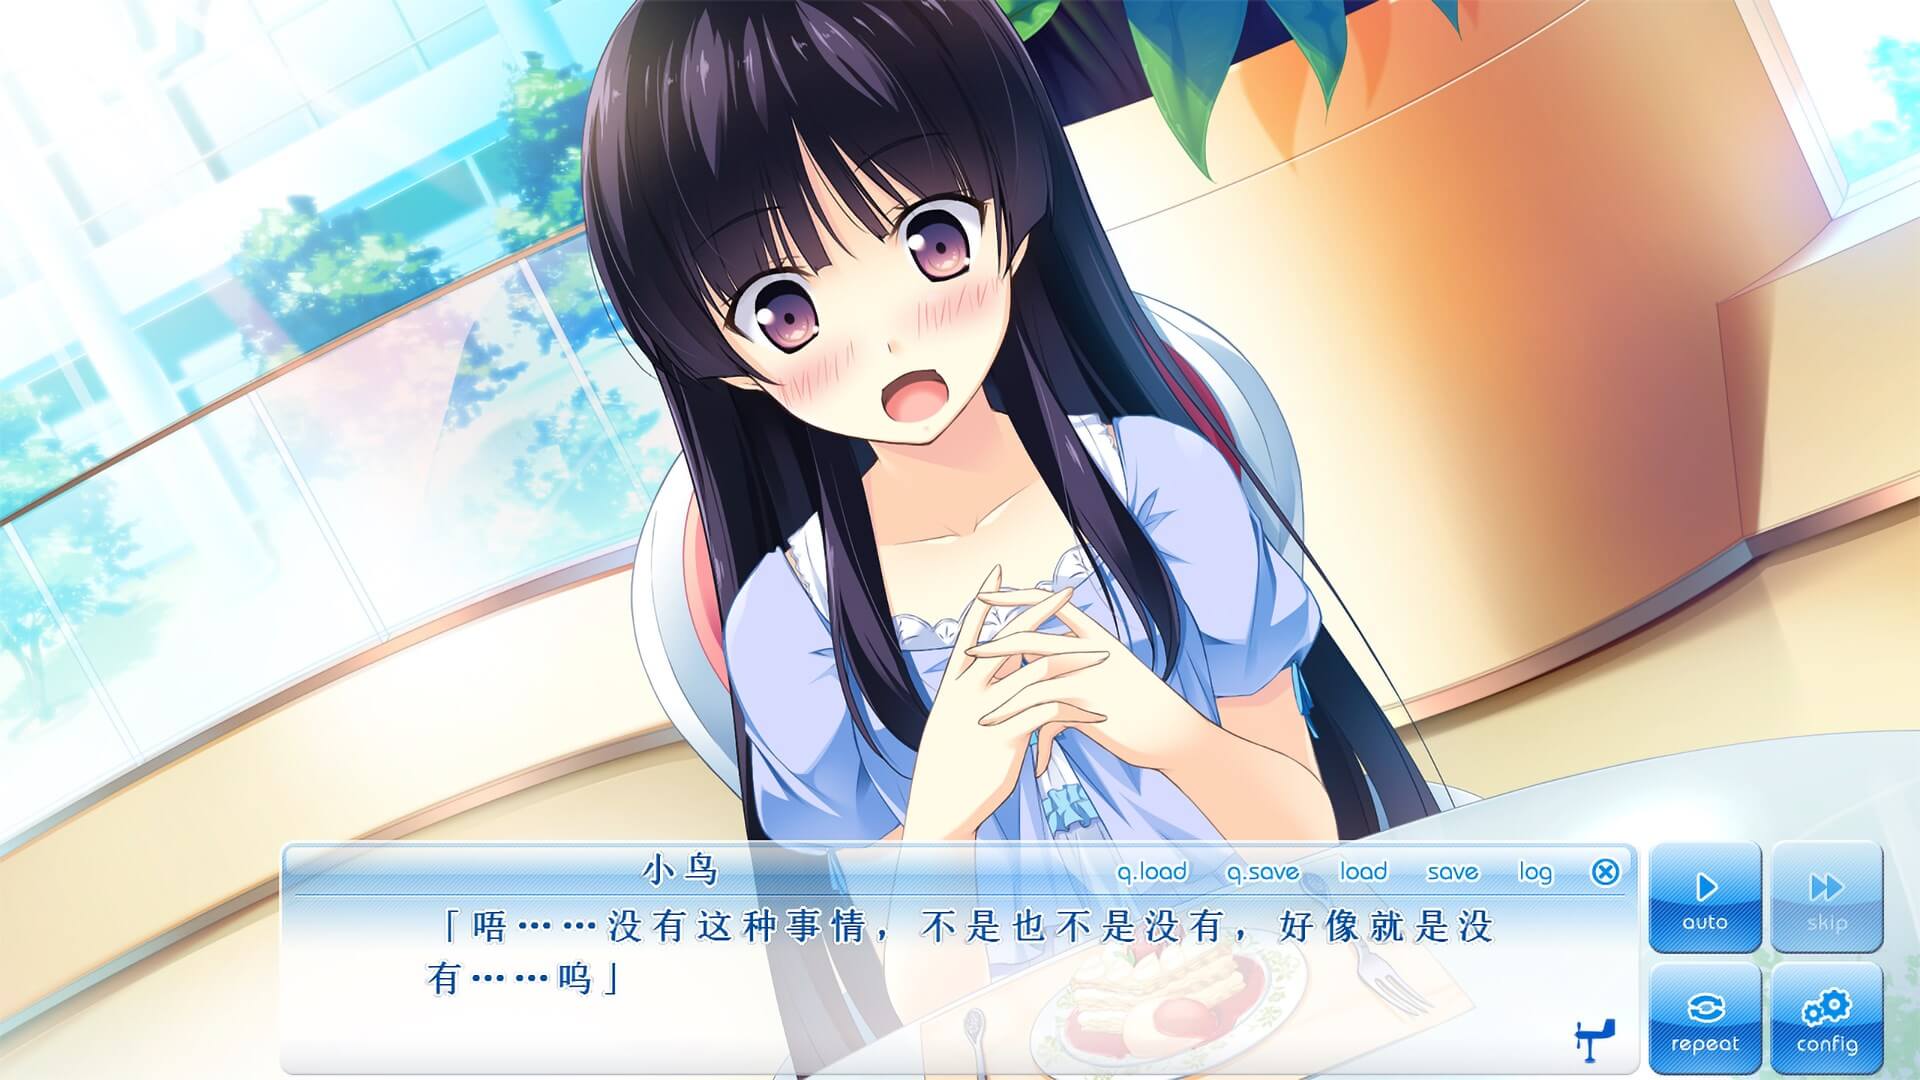 小鸟
q.load q.save load save log
「唔……没有这种事情，不是也不是没有，好像就是没
有……呜」
auto skip
repeat config